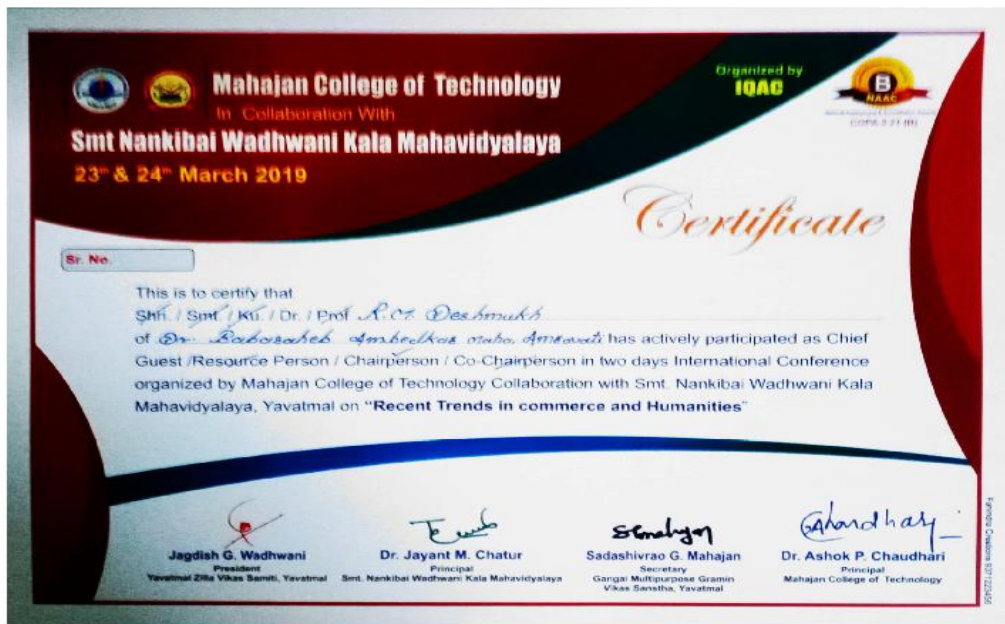 Mahajan College of Technology
In Collaboration With
Smt Nankibai Wadhwani Kala Mahavidyalaya
23rd & 24th March 2019
Organized by
IQAC
B
NAAC
CGPA 2.21 (B)
Certificate
Sr. No.
This is to certify that
Shri. / Smt. / Ku. / Dr. / Prof. R.M. Deshmukh
of Dr. Babasaheb Ambedkar maha. Amravati has actively participated as Chief
Guest /Resource Person / Chairperson / Co-Chairperson in two days International Conference
organized by Mahajan College of Technology Collaboration with Smt. Nankibai Wadhwani Kala
Mahavidyalaya, Yavatmal on "Recent Trends in commerce and Humanities"
Jagdish G. Wadhwani
President
Yavatmal Zilla Vikas Samiti, Yavatmal
Dr. Jayant M. Chatur
Principal
Smt. Nankibai Wadhwani Kala Mahavidyalaya
Sadashivrao G. Mahajan
Secretary
Gangai Multipurpose Gramin
Vikas Sanstha, Yavatmal
Dr. Ashok P. Chaudhari
Principal
Mahajan College of Technology